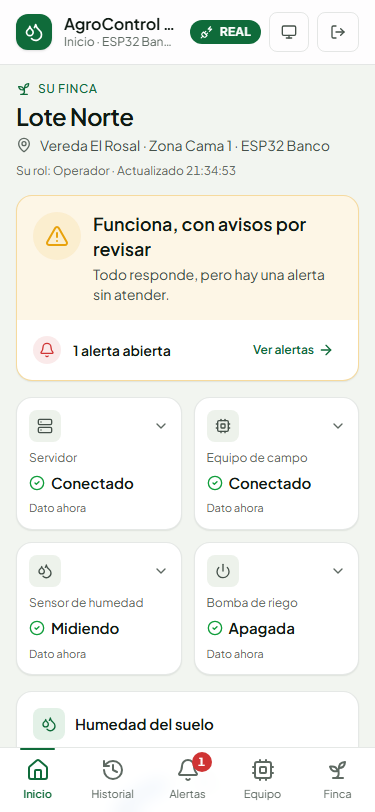 AgroControl ...
Inicio · ESP32 Ban...
REAL
SU FINCA
Lote Norte
Vereda El Rosal · Zona Cama 1 · ESP32 Banco
Su rol: Operador · Actualizado 21:34:53
Funciona, con avisos por
revisar
Todo responde, pero hay una alerta
sin atender.
1 alerta abierta
Ver alertas
Servidor
Conectado
Dato ahora
Equipo de campo
Conectado
Dato ahora
Sensor de humedad
Midiendo
Dato ahora
Bomba de riego
Apagada
Dato ahora
Humedad del suelo
1
Inicio
Historial
Alertas
Equipo
Finca